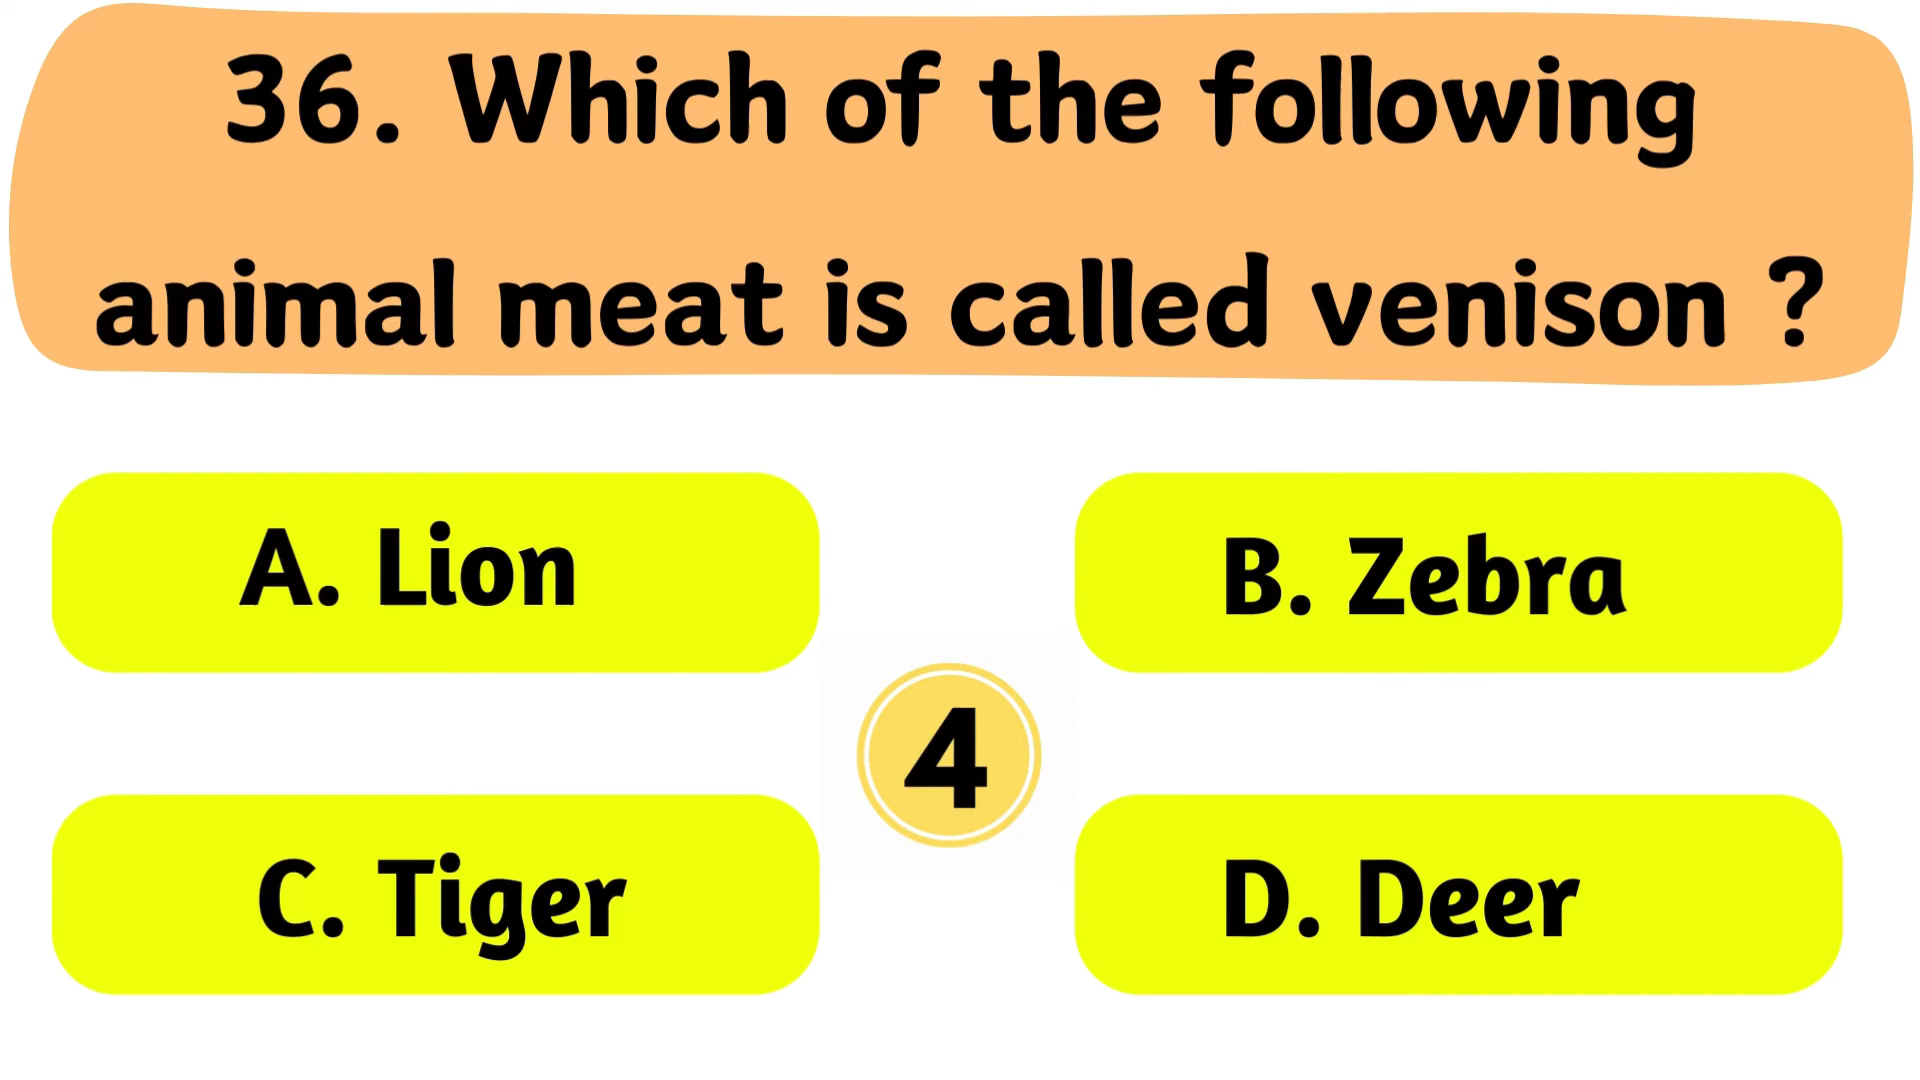 36. Which of the following
animal meat is called venison ?
A. Lion
B. Zebra
4
C. Tiger
D. Deer